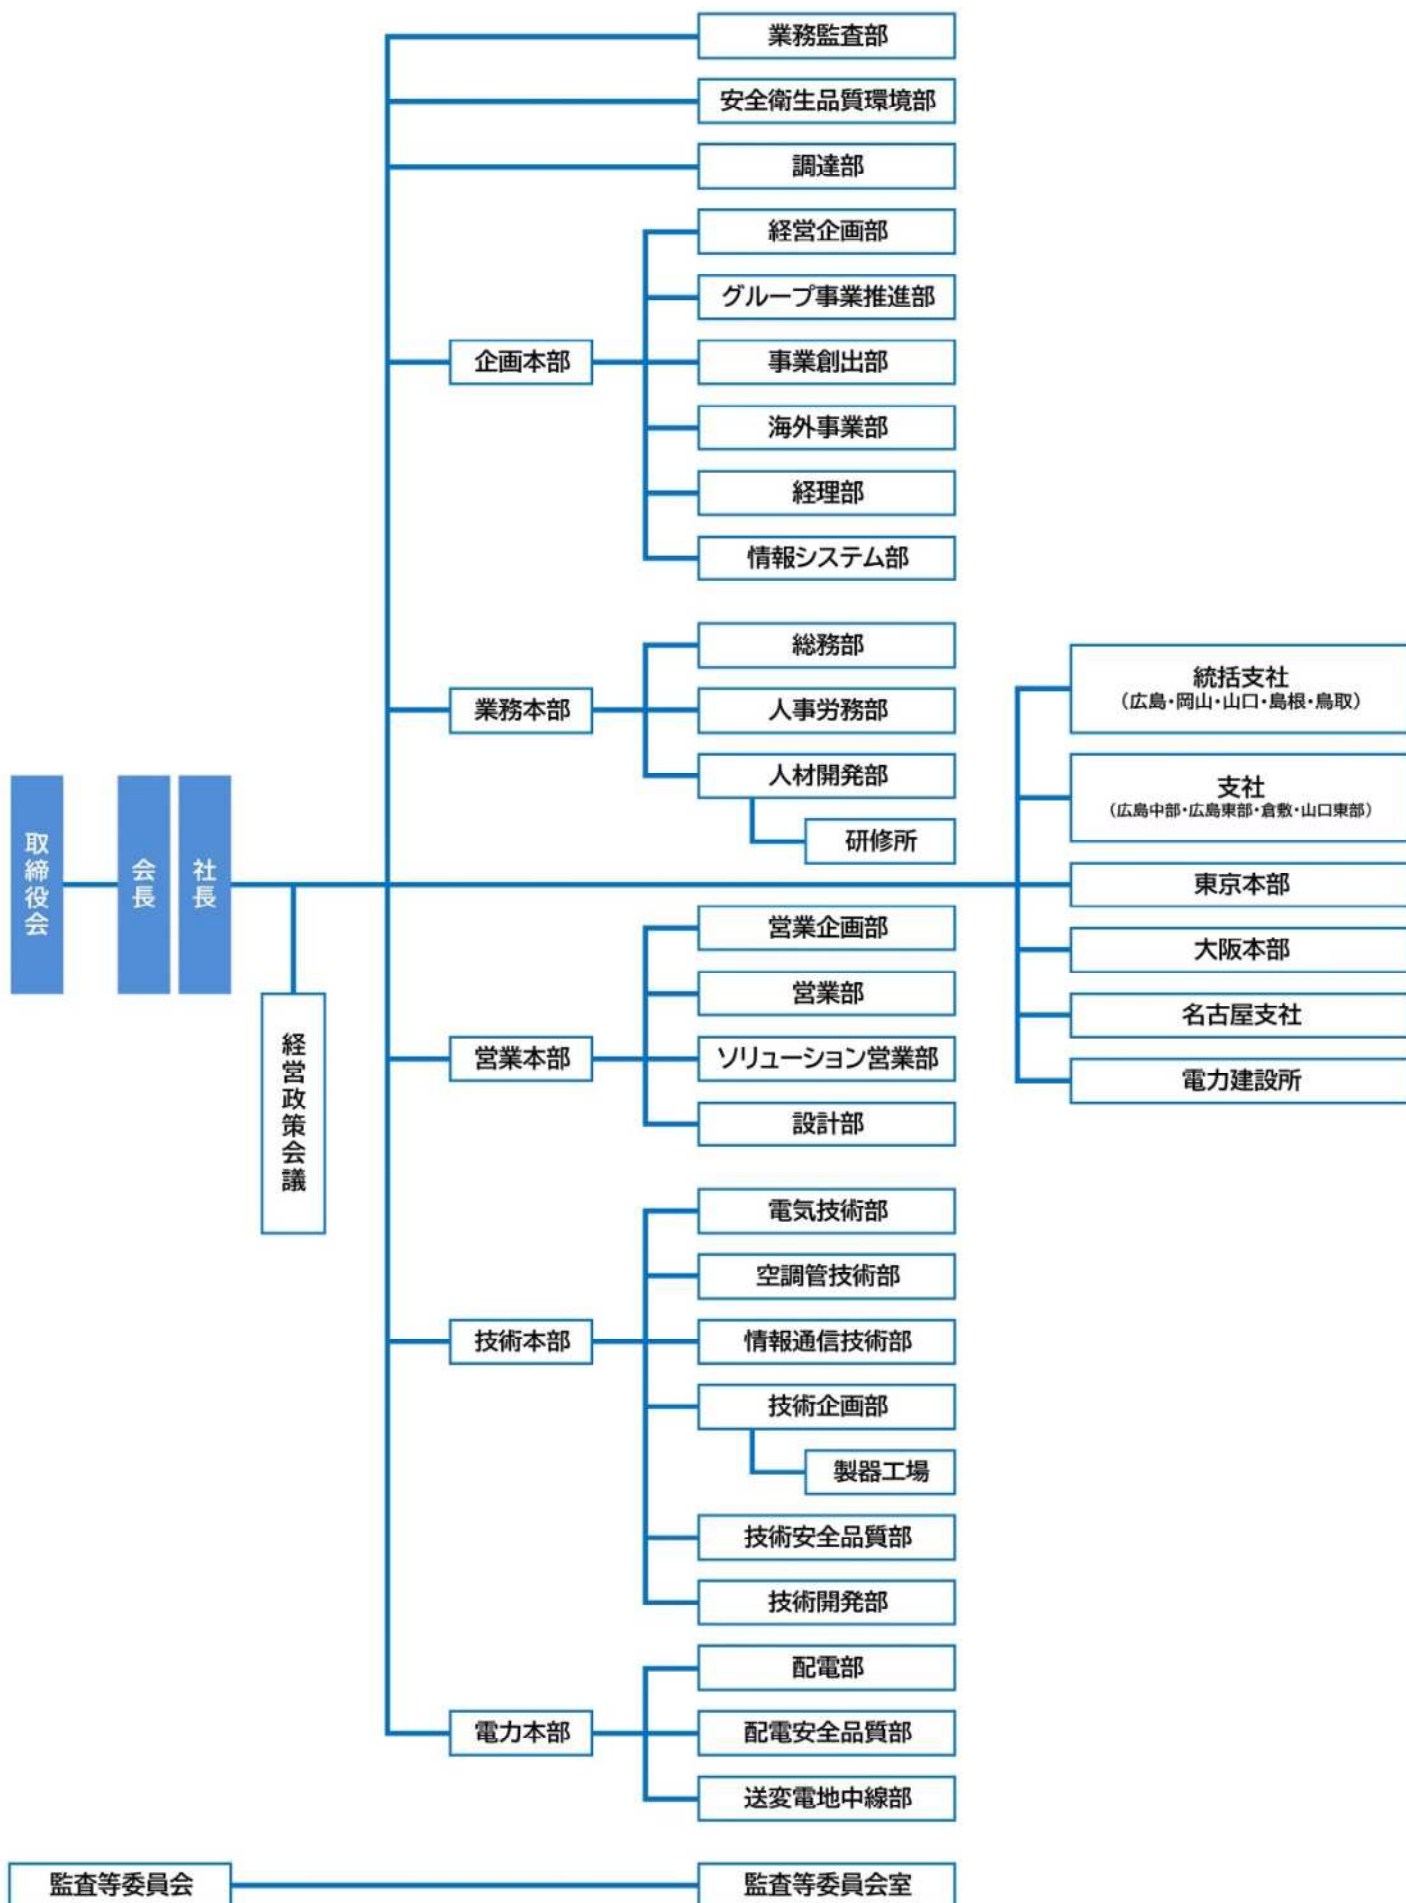 業務監査部
安全衛生品質環境部
調達部
経営企画部
グループ事業推進部
企画本部
事業創出部
海外事業部
経理部
情報システム部
総務部
業務本部
人事労務部
人材開発部
研修所
取締役会
会長
社長
経営政策会議
営業企画部
営業部
営業本部
ソリューション営業部
設計部
電気技術部
空調管技術部
技術本部
情報通信技術部
技術企画部
製器工場
技術安全品質部
技術開発部
配電部
電力本部
配電安全品質部
送変電地中線部
統括支社
（広島・岡山・山口・島根・鳥取）
支社
（広島中部・広島東部・倉敷・山口東部）
東京本部
大阪本部
名古屋支社
電力建設所
監査等委員会
監査等委員会室